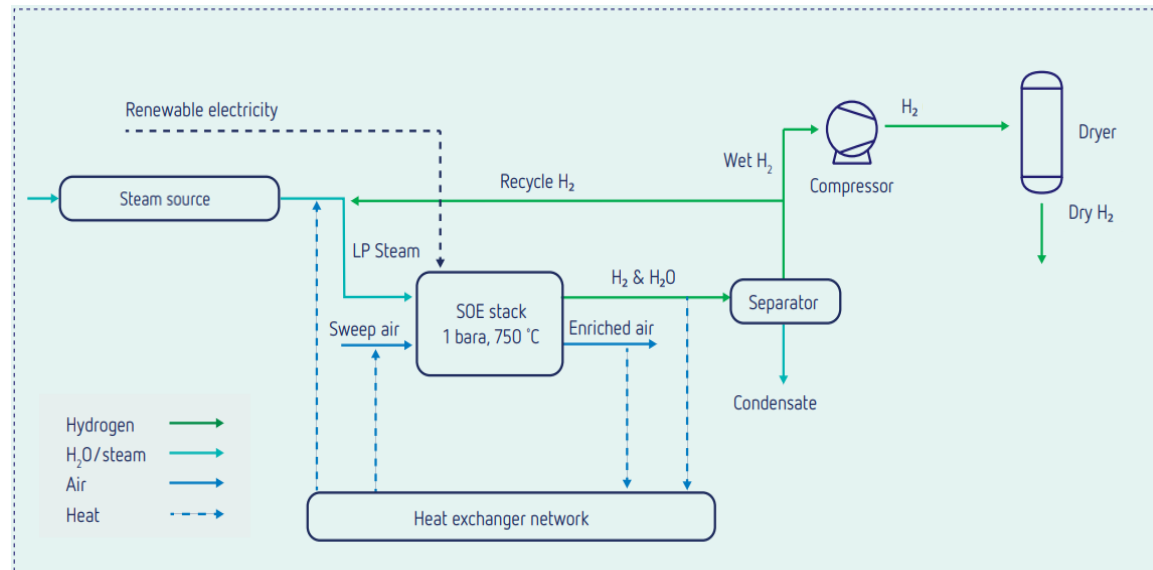 Renewable electricity
H₂
Dryer
Wet H₂
Compressor
Steam source
Recycle H₂
Dry H₂
LP Steam
H₂ & H₂O
SOE stack
1 bara, 750 °C
Separator
Sweep air
Enriched air
Condensate
Hydrogen
H₂O/steam
Air
Heat
Heat exchanger network